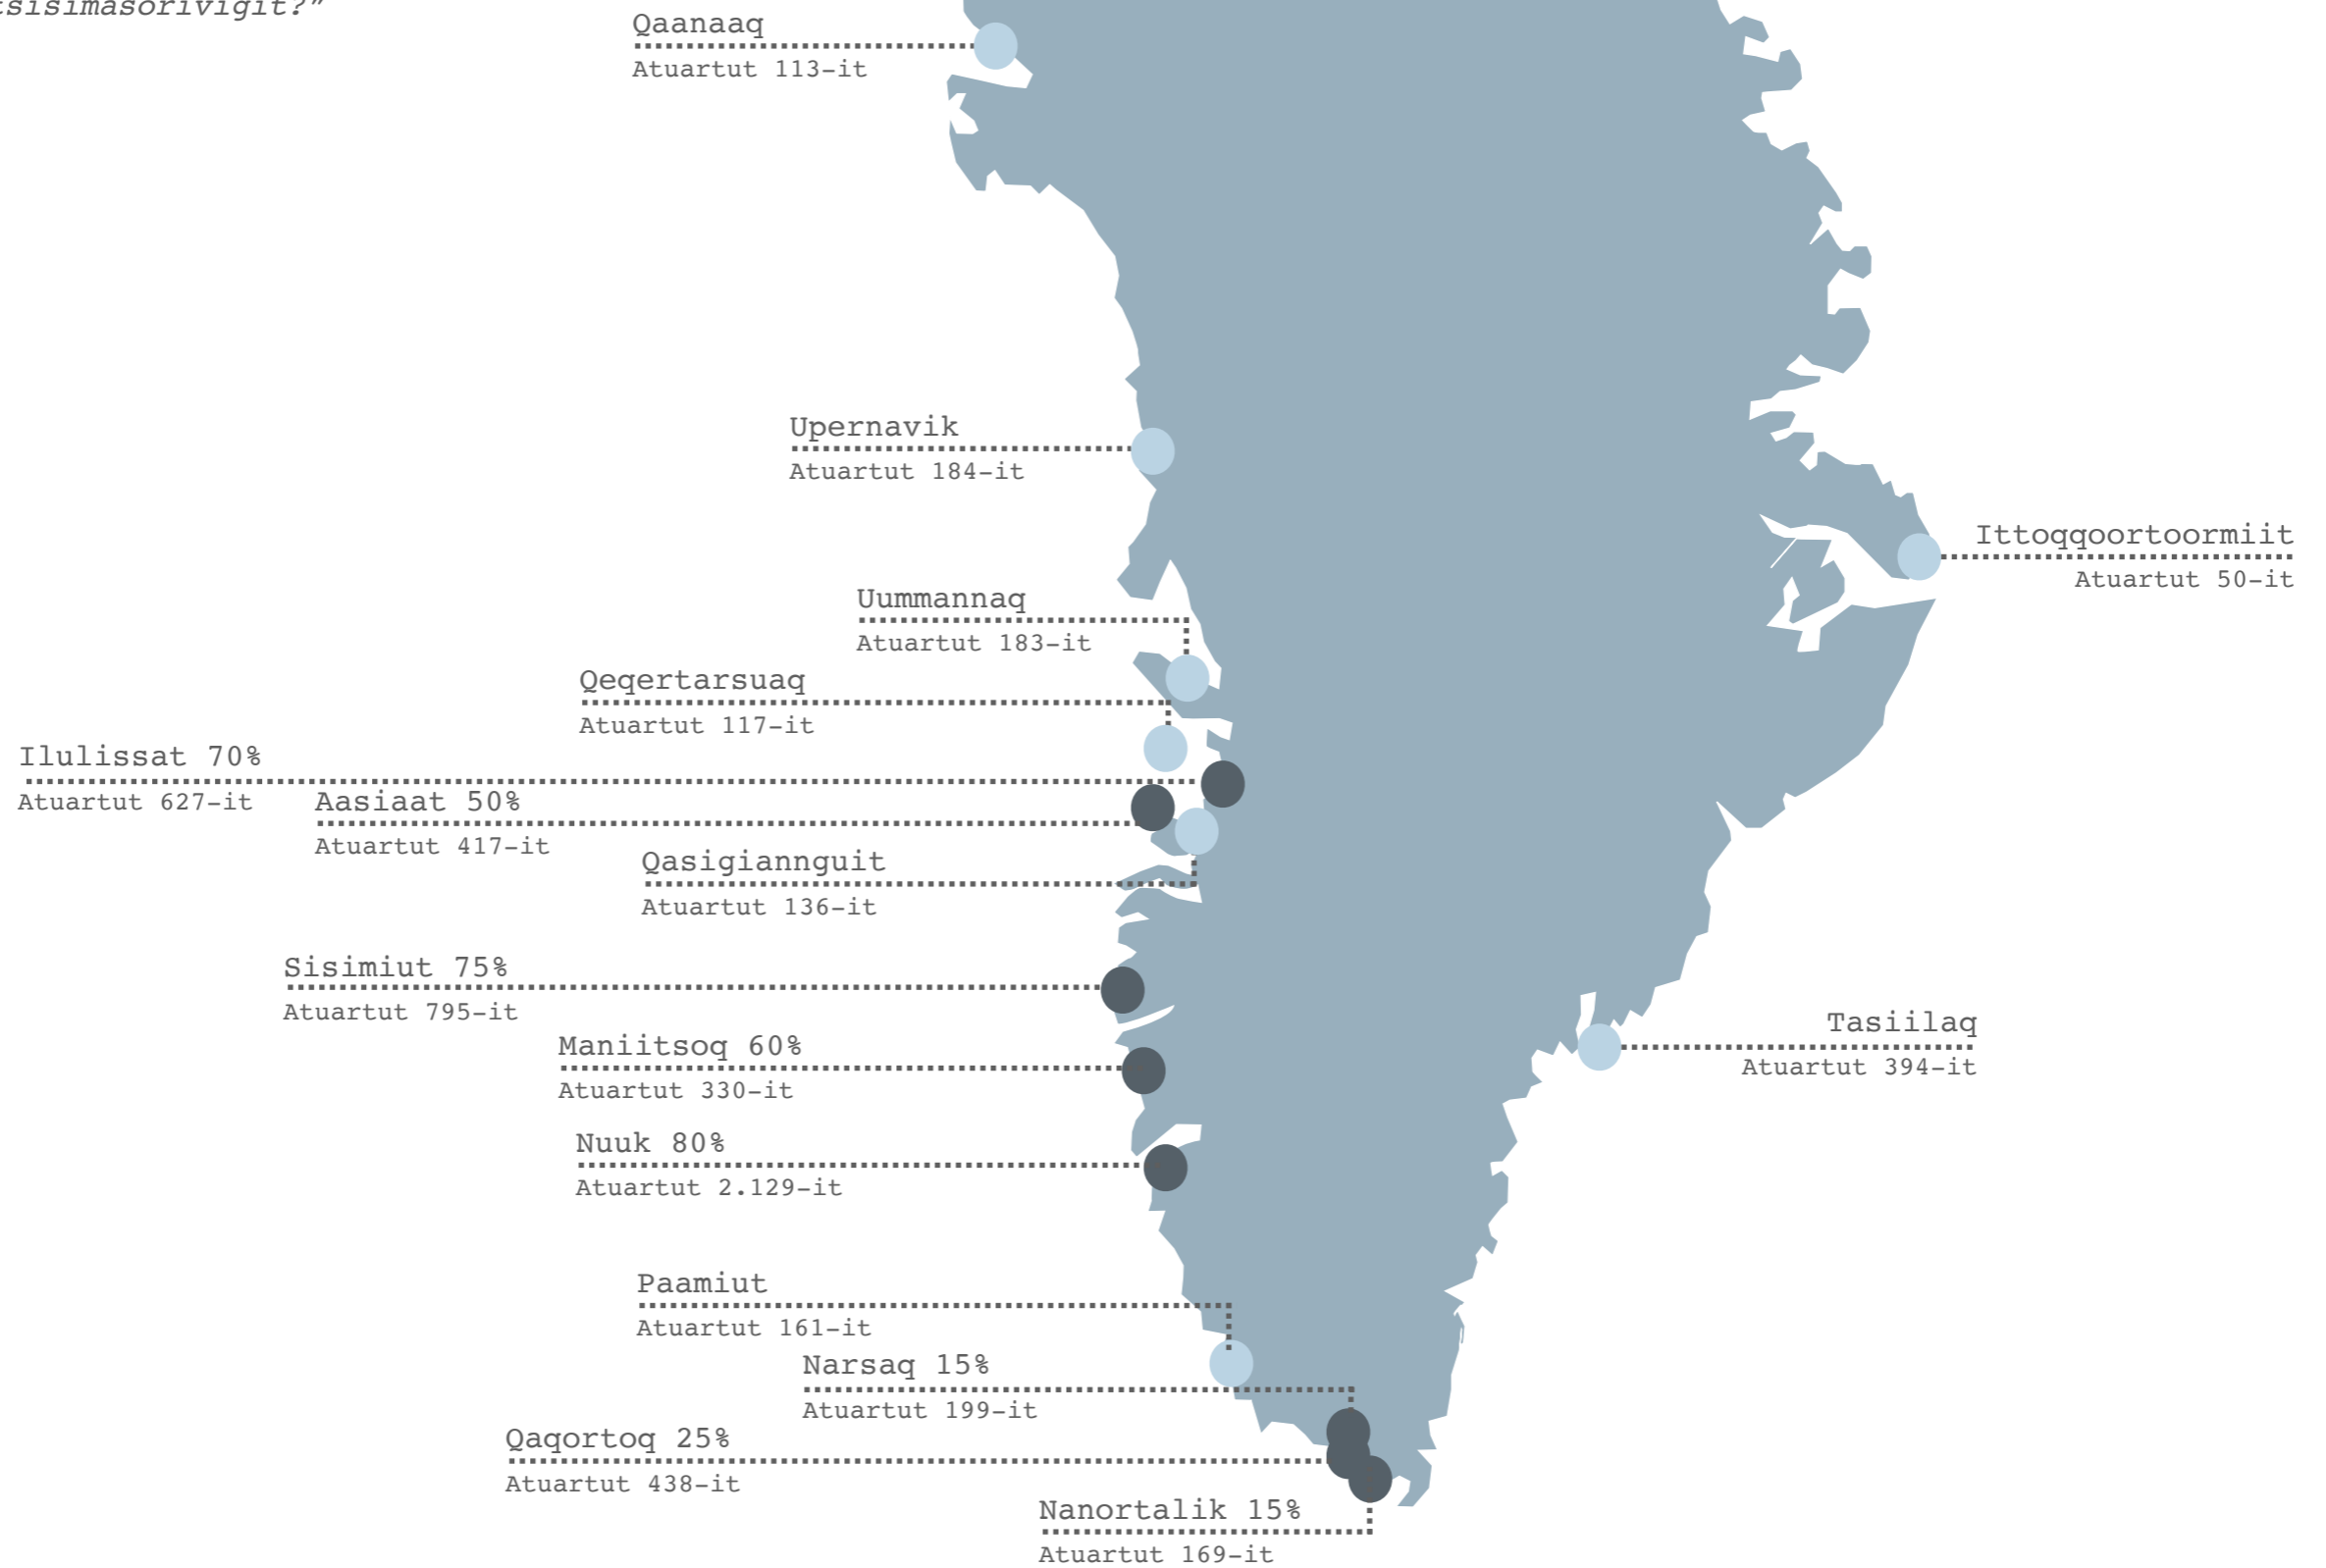 Qaanaaq
Atuartut 113-it
Upernavik
Atuartut 184-it
Ittoqqoortoormiit
Atuartut 50-it
Uummannaq
Atuartut 183-it
Qeqertarsuaq
Atuartut 117-it
Ilulissat 70%
Atuartut 627-it
Aasiaat 50%
Atuartut 417-it
Qasigiannguit
Atuartut 136-it
Sisimiut 75%
Atuartut 795-it
Tasiilaq
Atuartut 394-it
Maniitsoq 60%
Atuartut 330-it
Nuuk 80%
Atuartut 2.129-it
Paamiut
Atuartut 161-it
Narsaq 15%
Atuartut 199-it
Qaqortoq 25%
Atuartut 438-it
Nanortalik 15%
Atuartut 169-it